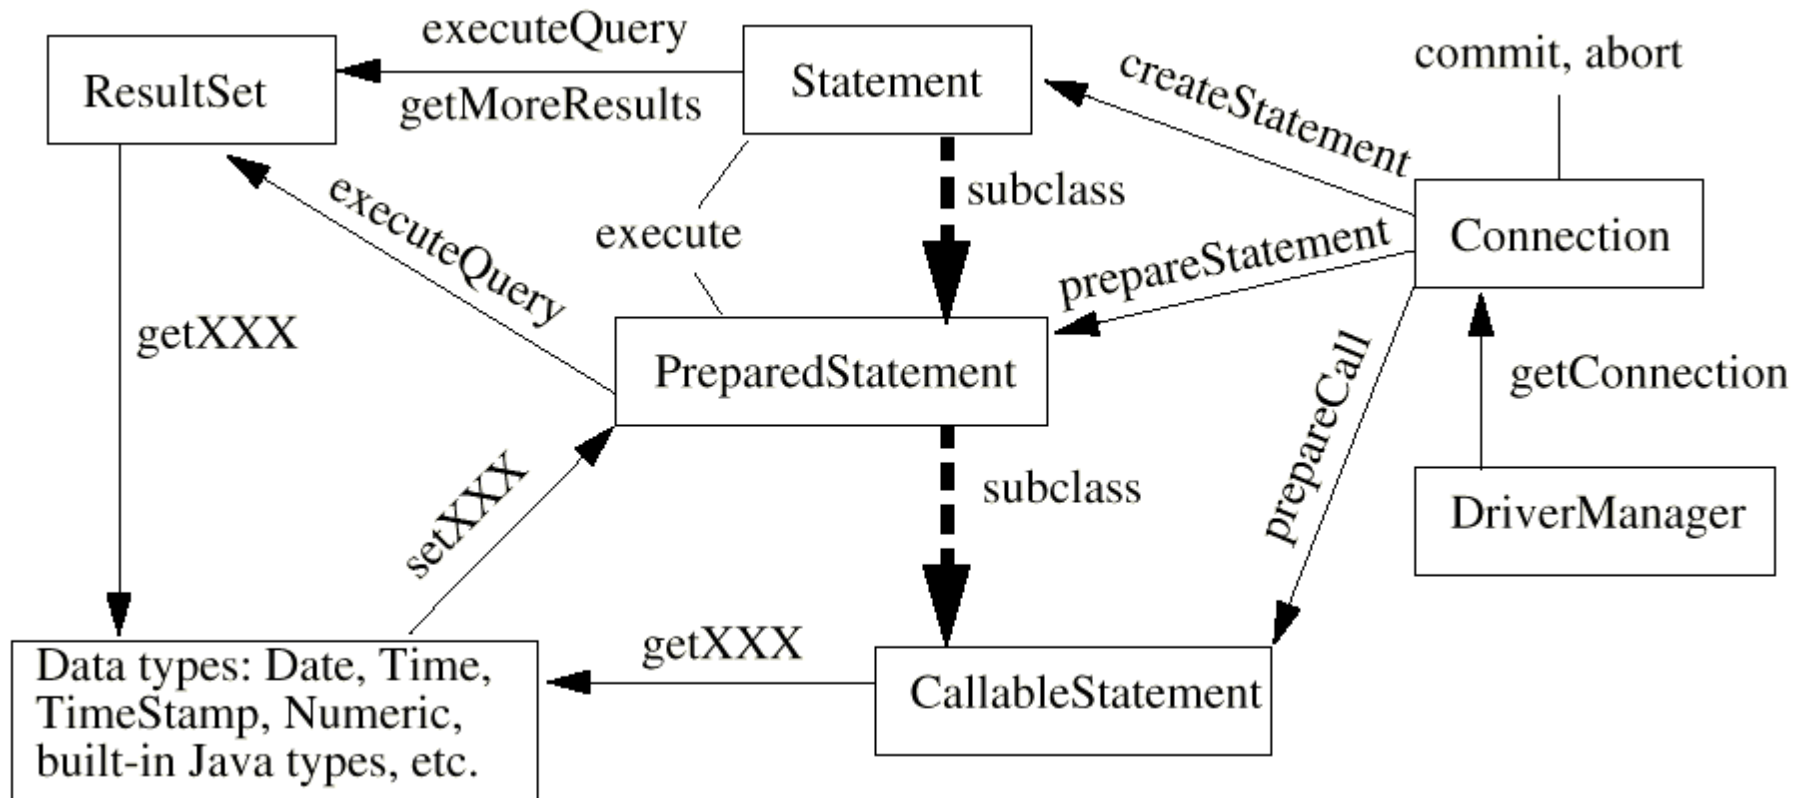 executeQuery
commit, abort
ResultSet
Statement
createStatement
getMoreResults
subclass
executeQuery
execute
prepareStatement
Connection
getXXX
PreparedStatement
prepareCall
getConnection
setXXX
subclass
DriverManager
getXXX
Data types: Date, Time,
TimeStamp, Numeric,
built-in Java types, etc.
CallableStatement